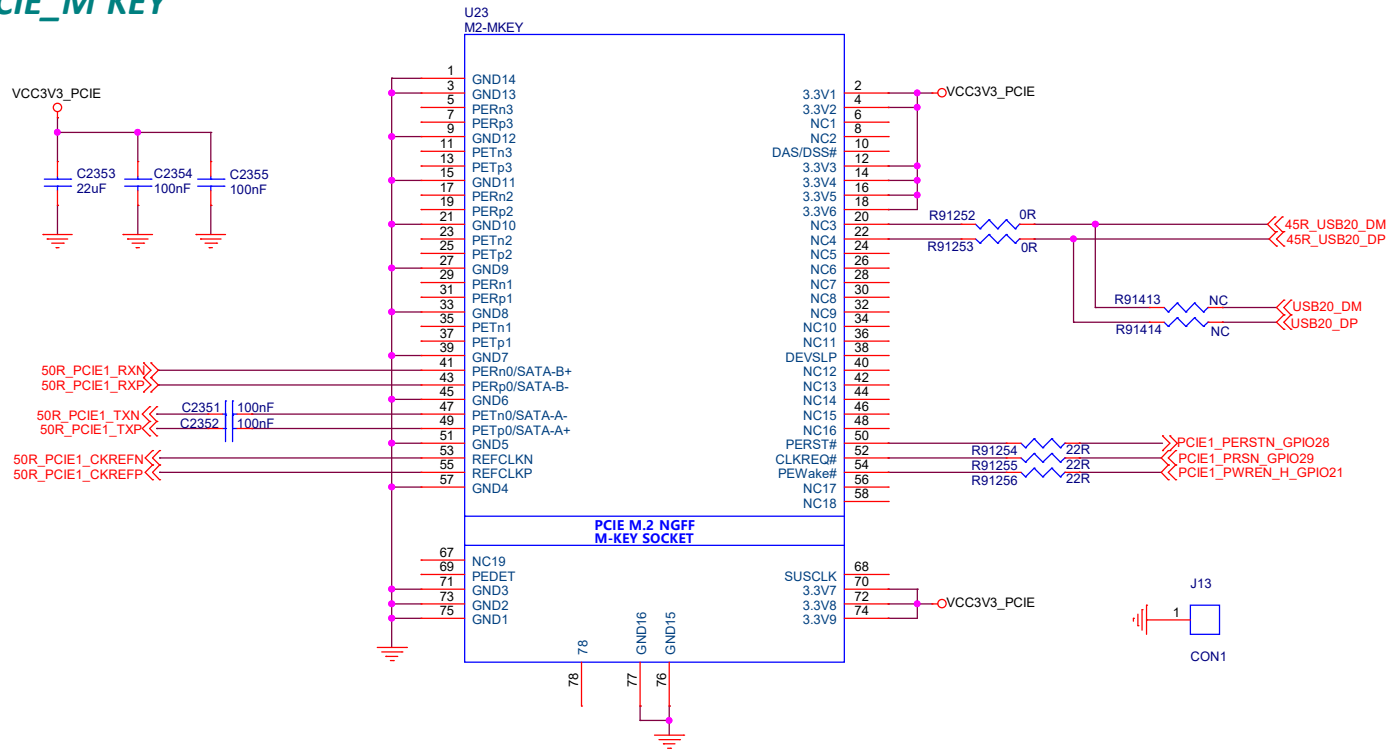 CIE_M KEY
U23
M2-MKEY
VCC3V3_PCIE
C2353
22uF
C2354
100nF
C2355
100nF
1 GND14
3 GND13
5 PERn3
7 PERp3
9 GND12
11 PETn3
13 PETp3
15 GND11
17 PERn2
19 PERp2
21 GND10
23 PETn2
25 PETp2
27 GND9
29 PERn1
31 PERp1
33 GND8
35 PETn1
37 PETp1
39 GND7
50R_PCIE1_RXN 41 PERn0/SATA-B+
50R_PCIE1_RXP 43 PERp0/SATA-B-
45 GND6
50R_PCIE1_TXN C2351 100nF 47 PETn0/SATA-A-
50R_PCIE1_TXP C2352 100nF 49 PETp0/SATA-A+
51 GND5
50R_PCIE1_CKREFN 53 REFCLKN
50R_PCIE1_CKREFP 55 REFCLKP
57 GND4
3.3V1 2 VCC3V3_PCIE
3.3V2 4
NC1 6
NC2 8
DAS/DSS# 10
3.3V3 12
3.3V4 14
3.3V5 16
3.3V6 18
NC3 20 R91252 0R 45R_USB20_DM
NC4 22 R91253 0R 45R_USB20_DP
NC5 24
NC6 26
NC7 28
NC8 30
NC9 32
NC10 34
NC11 36
R91413 NC USB20_DM
R91414 NC USB20_DP
DEVSLP 38
NC12 40
NC13 42
NC14 44
NC15 46
NC16 48
PERST# 50 R91254 22R PCIE1_PERSTN_GPIO28
CLKREQ# 52 R91255 22R PCIE1_PRSN_GPIO29
PEWake# 54 R91256 22R PCIE1_PWREN_H_GPIO21
NC17 56
NC18 58
PCIE M.2 NGFF
M-KEY SOCKET
67 NC19
69 PEDET
71 GND3
73 GND2
75 GND1
SUSCLK 68
3.3V7 70
3.3V8 72 VCC3V3_PCIE
3.3V9 74
78 GND16 GND15
78 77 76
J13
1
CON1